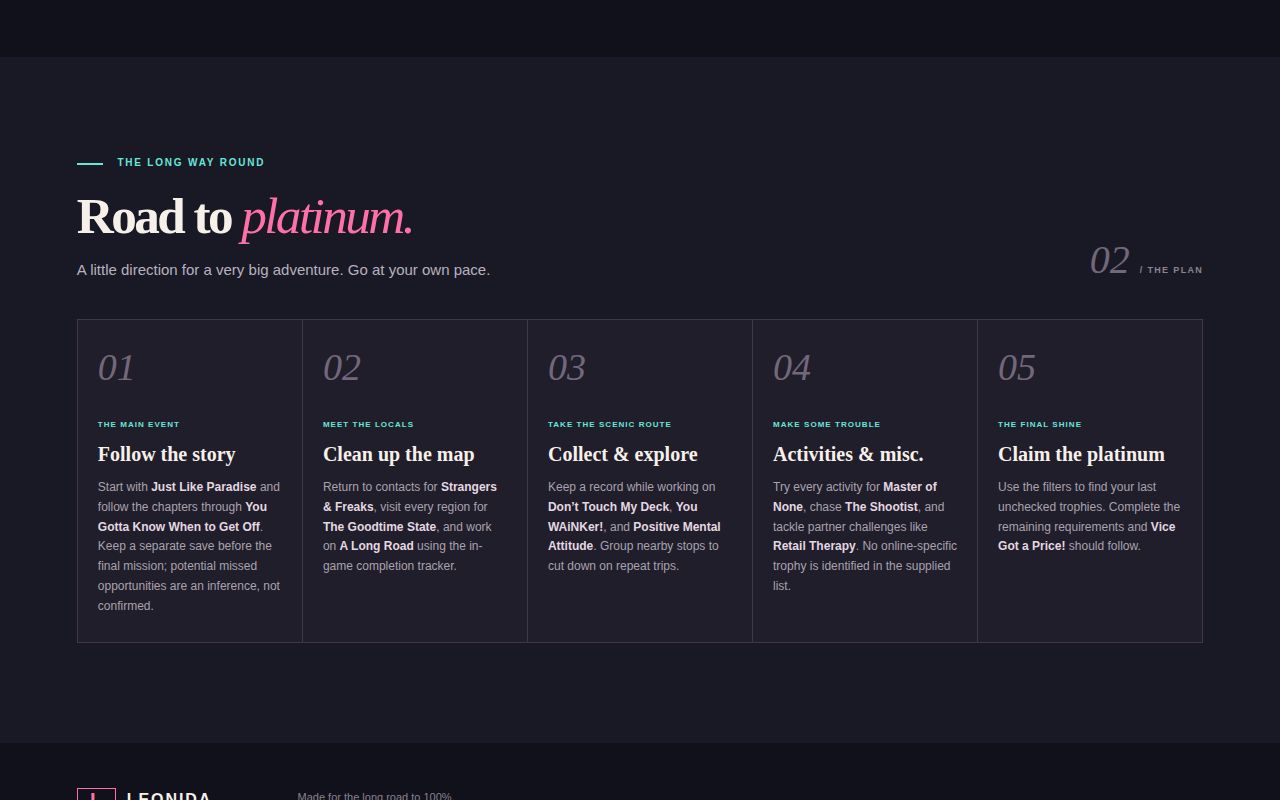 THE LONG WAY ROUND
Road to platinum.
A little direction for a very big adventure. Go at your own pace.
02 / THE PLAN
01
THE MAIN EVENT
Follow the story
Start with Just Like Paradise and
follow the chapters through You
Gotta Know When to Get Off.
Keep a separate save before the
final mission; potential missed
opportunities are an inference, not
confirmed.
02
MEET THE LOCALS
Clean up the map
Return to contacts for Strangers
& Freaks, visit every region for
The Goodtime State, and work
on A Long Road using the in-
game completion tracker.
03
TAKE THE SCENIC ROUTE
Collect & explore
Keep a record while working on
Don’t Touch My Deck, You
WAiNKer!, and Positive Mental
Attitude. Group nearby stops to
cut down on repeat trips.
04
MAKE SOME TROUBLE
Activities & misc.
Try every activity for Master of
None, chase The Shootist, and
tackle partner challenges like
Retail Therapy. No online-specific
trophy is identified in the supplied
list.
05
THE FINAL SHINE
Claim the platinum
Use the filters to find your last
unchecked trophies. Complete the
remaining requirements and Vice
Got a Price! should follow.
LEONIDA
Made for the long road to 100%.